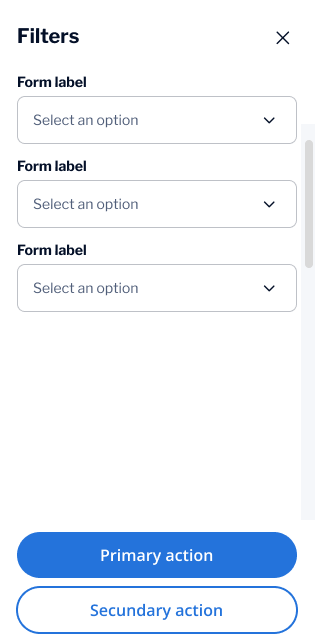 Filters
Form label
Select an option
Form label
Select an option
Form label
Select an option
Primary action
Secundary action